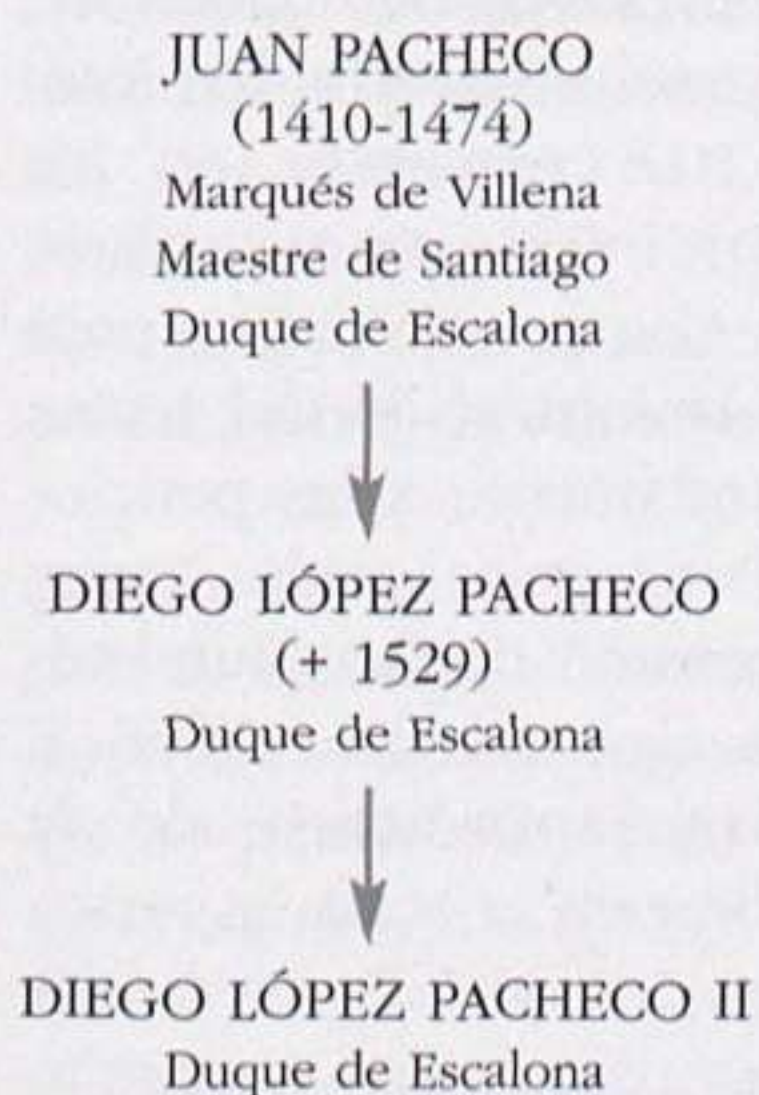 JUAN PACHECO
(1410-1474)
Marqués de Villena
Maestre de Santiago
Duque de Escalona
DIEGO LÓPEZ PACHECO
(+ 1529)
Duque de Escalona
DIEGO LÓPEZ PACHECO II
Duque de Escalona